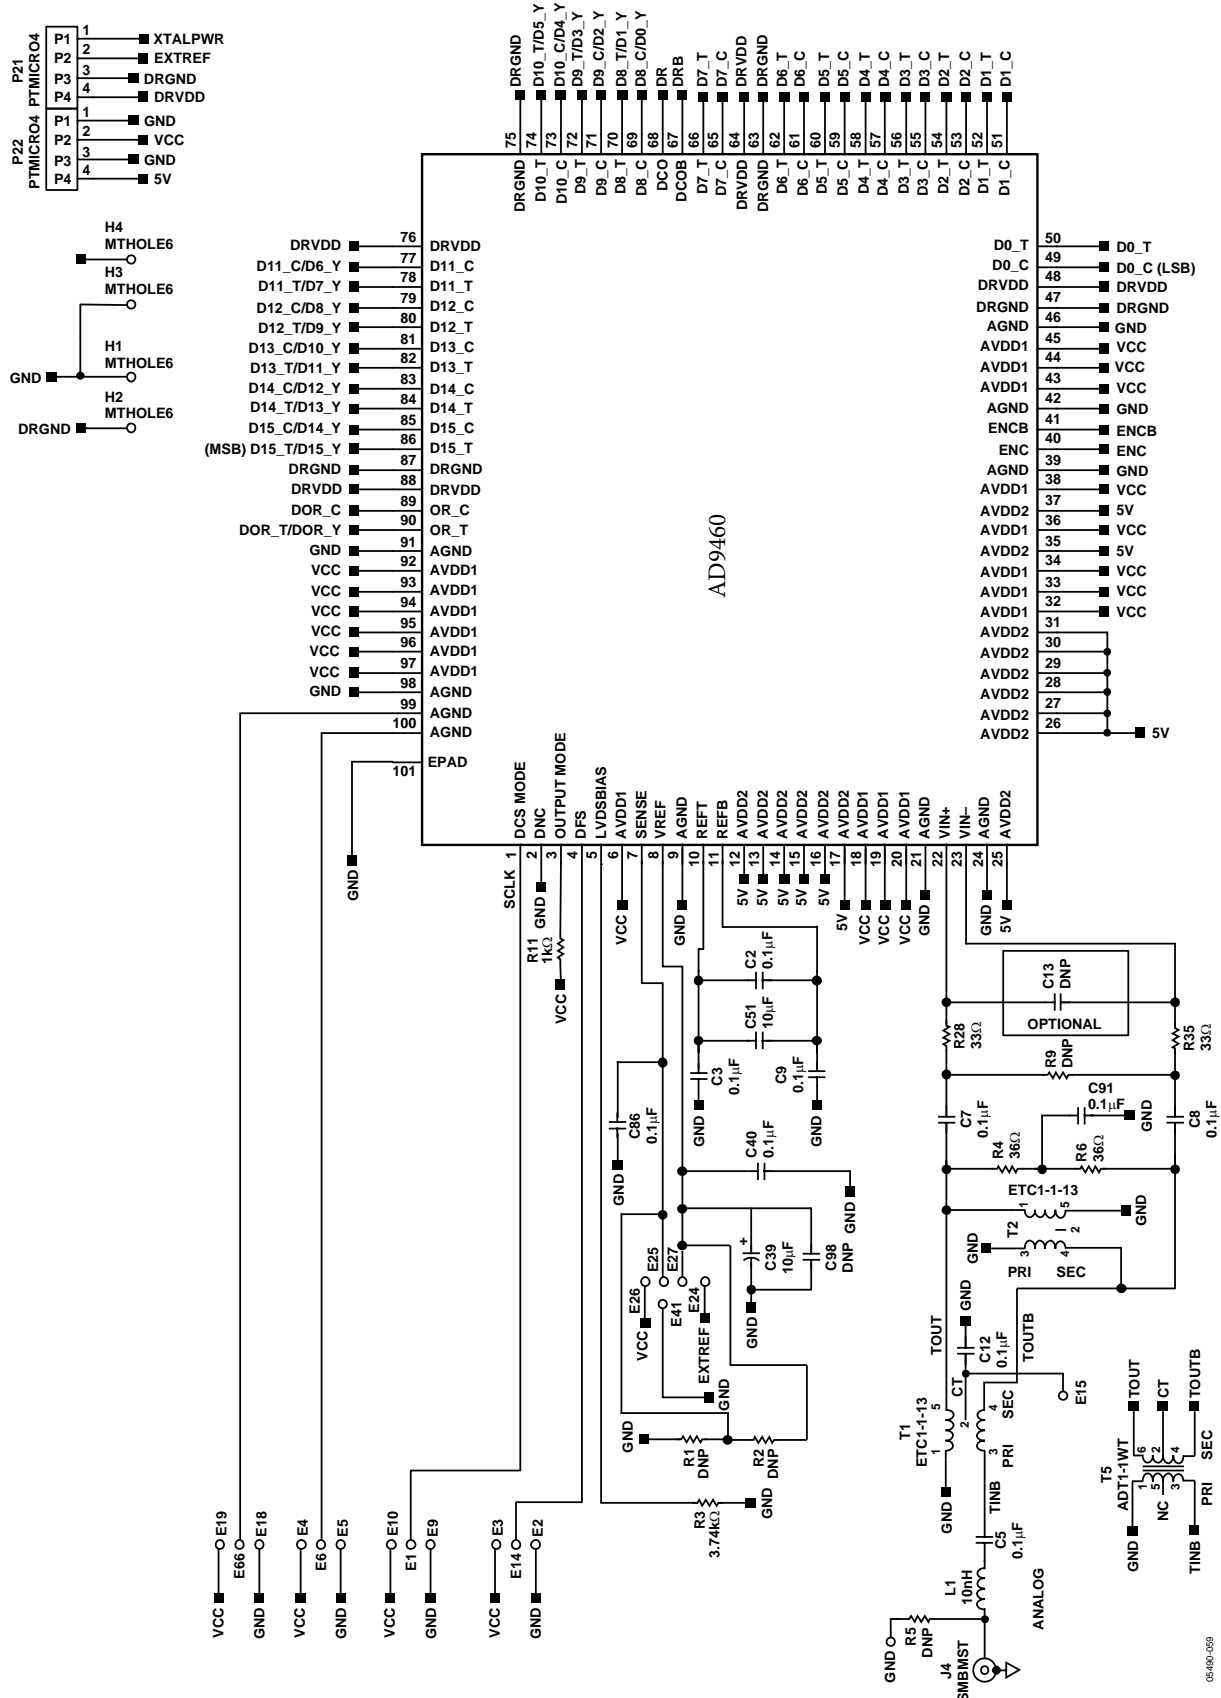 P21
PTMICRO4
P1 1 XTALPWR
P2 2 EXTREF
P3 3 DRGND
P4 4 DRVDD
P22
PTMICRO4
P1 1 GND
P2 2 VCC
P3 3 GND
P4 4 5V
H4
MTHOLE6
H3
MTHOLE6
H1
MTHOLE6
GND
H2
MTHOLE6
DRGND
DRGND 75 DRGND
D10_T/D5_Y 74 D10_T
D10_C/D4_Y 73 D10_C
D9_T/D3_Y 72 D9_T
D9_C/D2_Y 71 D9_C
D8_T/D1_Y 70 D8_T
D8_C/D0_Y 69 D8_C
DR 68 DCO
DRB 67 DCOB
D7_T 66 D7_T
D7_C 65 D7_C
DRVDD 64 DRVDD
DRGND 63 DRGND
D6_T 62 D6_T
D6_C 61 D6_C
D5_T 60 D5_T
D5_C 59 D5_C
D4_T 58 D4_T
D4_C 57 D4_C
D3_T 56 D3_T
D3_C 55 D3_C
D2_T 54 D2_T
D2_C 53 D2_C
D1_T 52 D1_T
D1_C 51 D1_C
DRVDD 76 DRVDD
D11_C/D6_Y 77 D11_C
D11_T/D7_Y 78 D11_T
D12_C/D8_Y 79 D12_C
D12_T/D9_Y 80 D12_T
D13_C/D10_Y 81 D13_C
D13_T/D11_Y 82 D13_T
D14_C/D12_Y 83 D14_C
D14_T/D13_Y 84 D14_T
D15_C/D14_Y 85 D15_C
(MSB) D15_T/D15_Y 86 D15_T
DRGND 87 DRGND
DRVDD 88 DRVDD
DOR_C 89 OR_C
DOR_T/DOR_Y 90 OR_T
GND 91 AGND
VCC 92 AVDD1
VCC 93 AVDD1
VCC 94 AVDD1
VCC 95 AVDD1
VCC 96 AVDD1
VCC 97 AVDD1
GND 98 AGND
99 AGND
100 AGND
101 EPAD
GND
AD9460
D0_T 50 D0_T
D0_C 49 D0_C (LSB)
DRVDD 48 DRVDD
DRGND 47 DRGND
AGND 46 GND
AVDD1 45 VCC
AVDD1 44 VCC
AVDD1 43 VCC
AGND 42 GND
ENCB 41 ENCB
ENC 40 ENC
AGND 39 GND
AVDD1 38 VCC
AVDD2 37 5V
AVDD1 36 VCC
AVDD2 35 5V
AVDD1 34 VCC
AVDD1 33 VCC
AVDD1 32 VCC
AVDD2 31
AVDD2 30
AVDD2 29
AVDD2 28
AVDD2 27
AVDD2 26 5V
DCS MODE 1 SCLK
DNC 2 GND
OUTPUT MODE 3
DFS 4
LVDSBIAS 5
AVDD1 6 VCC
SENSE 7
VREF 8
AGND 9 GND
REFT 10
REFB 11
AVDD2 12 5V
AVDD2 13 5V
AVDD2 14 5V
AVDD2 15 5V
AVDD2 16 5V
AVDD2 17 5V
AVDD1 18 VCC
AVDD1 19 VCC
AVDD1 20 VCC
AGND 21 GND
VIN+ 22
VIN– 23
AGND 24 GND
AVDD2 25 5V
R11
1kΩ
VCC
C2
0.1µF
C51
10µF
C3
0.1µF
GND
C9
0.1µF
GND
C86
0.1µF
GND
C40
0.1µF
GND
C39
10µF
+
C98
DNP
GND
E25
E27
E26
VCC
E41
E24
EXTREF
GND
GND
R1
DNP
R2
DNP
R3
3.74kΩ
GND
C13
DNP
OPTIONAL
R28
33Ω
R35
33Ω
R9
DNP
C91
0.1µF
GND
C7
0.1µF
C8
0.1µF
R4
36Ω
R6
36Ω
ETC1-1-13
1 5
GND
T2
2
GND
3 4
PRI SEC
TOUT
TOUTB
GND
C12
0.1µF
CT
E15
T1
ETC1-1-13
1 5
2
3 4
PRI SEC
GND
TINB
C5
0.1µF
L1
10nH
ANALOG
GND
R5
DNP
J4
SMBMST
TOUT
CT
TOUTB
6 2 4
SEC
T5
ADT1-1WT
1 5 3
PRI
GND
NC
TINB
VCC E19
E66
GND E18
VCC E4
E6
GND E5
VCC E10
E1
GND E9
VCC E3
E14
GND E2
05490-059